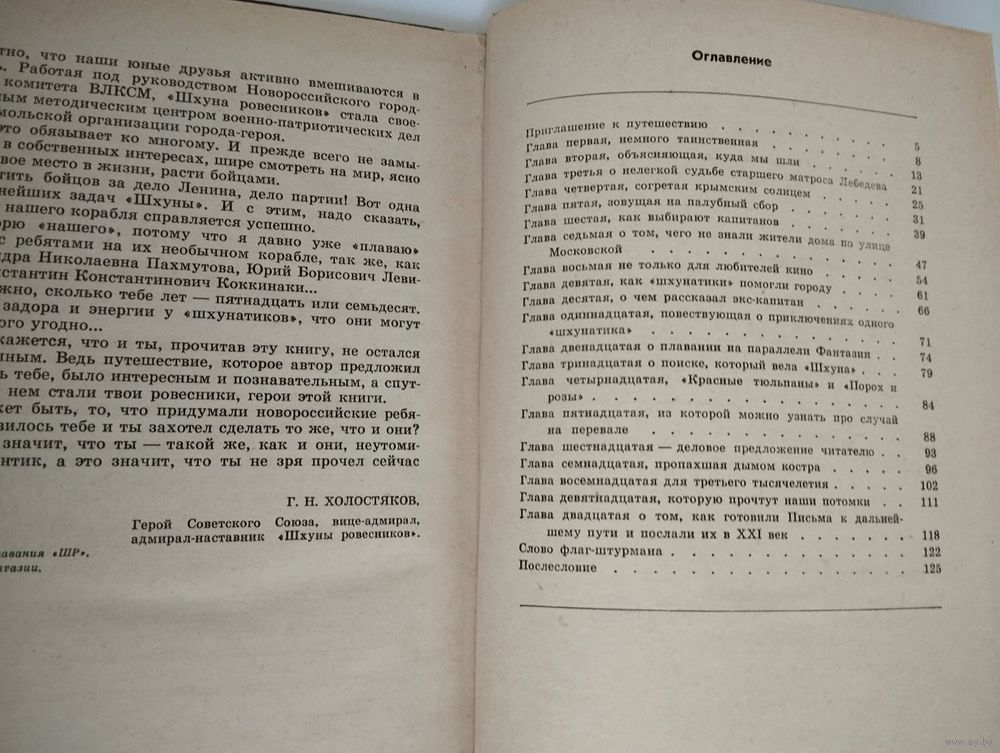 тно, что наши юные друзья активно вмешиваются в
ь. Работая под руководством Новороссийского город-
комитета ВЛКСМ, «Шхуна ровесников» стала свое-
ным методическим центром военно-патриотических дел
мольской организации города-героя.
это обязывает ко многому. И прежде всего не замы-
в собственных интересах, шире смотреть на мир, ясно
вое место в жизни, расти бойцами.
тить бойцов за дело Ленина, дело партии! Вот одна
нейших задач «Шхуны». И с этим, надо сказать,
нашего корабля справляется успешно.
орю «нашего», потому что я давно уже «плаваю»
с ребятами на их необычном корабле, так же, как
ндра Николаевна Пахмутова, Юрий Борисович Леви-
нстантин Константинович Коккинаки...
жно, сколько тебе лет — пятнадцать или семьдесят.
задора и энергии у «шхунатиков», что они могут
ого угодно...
кажется, что и ты, прочитав эту книгу, не остался
шным. Ведь путешествие, которое автор предложил
ь тебе, было интересным и познавательным, а спут-
нем стали твои ровесники, герои этой книги.
жет быть, то, что придумали новороссийские ребя-
вилось тебе и ты захотел сделать то же, что и они?
значит, что ты — такой же, как и они, неутоми-
нтик, а это значит, что ты не зря прочел сейчас
Г. Н. ХОЛОСТЯКОВ,
Герой Советского Союза, вице-адмирал,
адмирал-наставник «Шхуны ровесников».
лавания «ШР»,
нтазии.
Оглавление
Приглашение к путешествию . . . . . . . . 5
Глава первая, немного таинственная . . . . . . 8
Глава вторая, объясняющая, куда мы шли . . . . . 13
Глава третья о нелегкой судьбе старшего матроса Лебедева 21
Глава четвертая, согретая крымским солнцем . . . . 25
Глава пятая, зовущая на палубный сбор . . . . . 31
Глава шестая, как выбирают капитанов . . . . . 39
Глава седьмая о том, чего не знали жители дома по улице
Московской . . . . . . . . . . . 47
Глава восьмая не только для любителей кино . . . . 54
Глава девятая, как «шхунатики» помогли городу . . . 61
Глава десятая, о чем рассказал экс-капитан . . . . 66
Глава одиннадцатая, повествующая о приключениях одного
«шхунатика» . . . . . . . . . . . 71
Глава двенадцатая о плавании на параллели Фантазии . . 74
Глава тринадцатая о поиске, который вела «Шхуна» . . . 79
Глава четырнадцатая, «Красные тюльпаны» и «Порох и
розы» . . . . . . . . . . . . . 84
Глава пятнадцатая, из которой можно узнать про случай
на перевале . . . . . . . . . . . 88
Глава шестнадцатая — деловое предложение читателю . . . 93
Глава семнадцатая, пропахшая дымом костра . . . . 96
Глава восемнадцатая для третьего тысячелетия . . . . 102
Глава девятнадцатая, которую прочтут наши потомки . . 111
Глава двадцатая о том, как готовили Письма к дальней-
шему пути и послали их в XXI век . . . . . . 118
Слово флаг-штурмана . . . . . . . . . . 122
Послесловие . . . . . . . . . . . . 125
www.ay.by